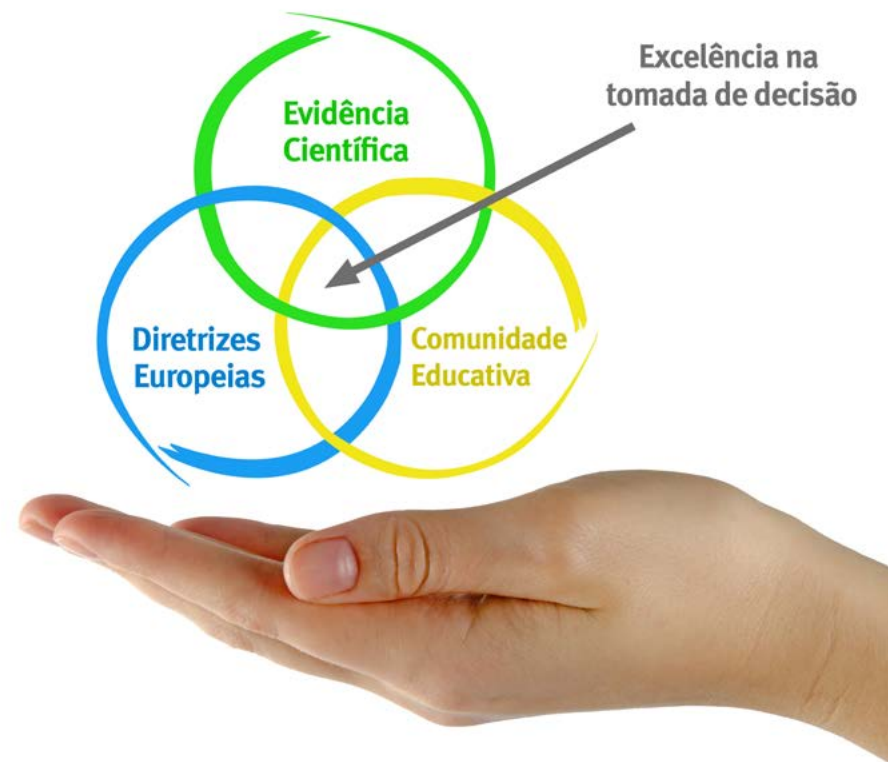 Excelência na
tomada de decisão
Evidência
Científica
Diretrizes
Europeias
Comunidade
Educativa